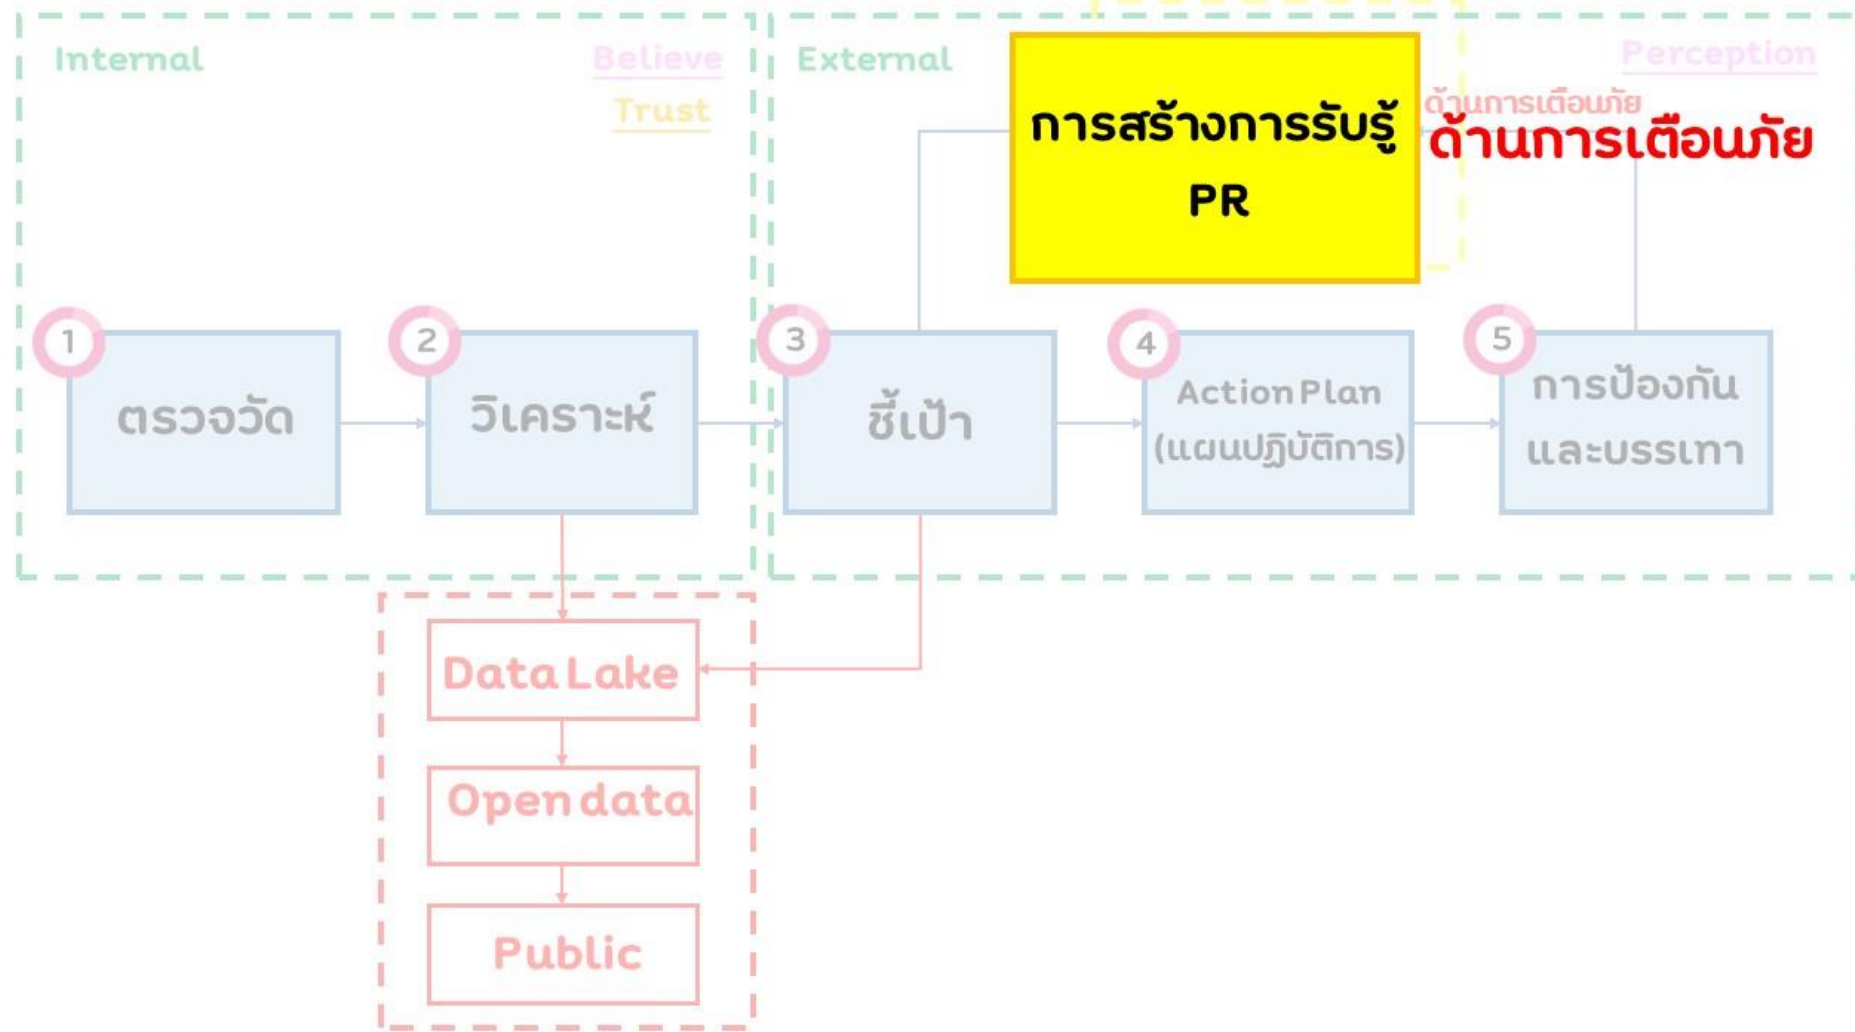 Internal
Believe
Trust
External
Perception
การสร้างการรับรู้
PR
ด้านการเตือนภัย
ด้านการเตือนภัย
1
ตรวจวัด
2
วิเคราะห์
3
ชี้เป้า
4
Action Plan
(แผนปฏิบัติการ)
5
การป้องกัน
และบรรเทา
Data Lake
Open data
Public